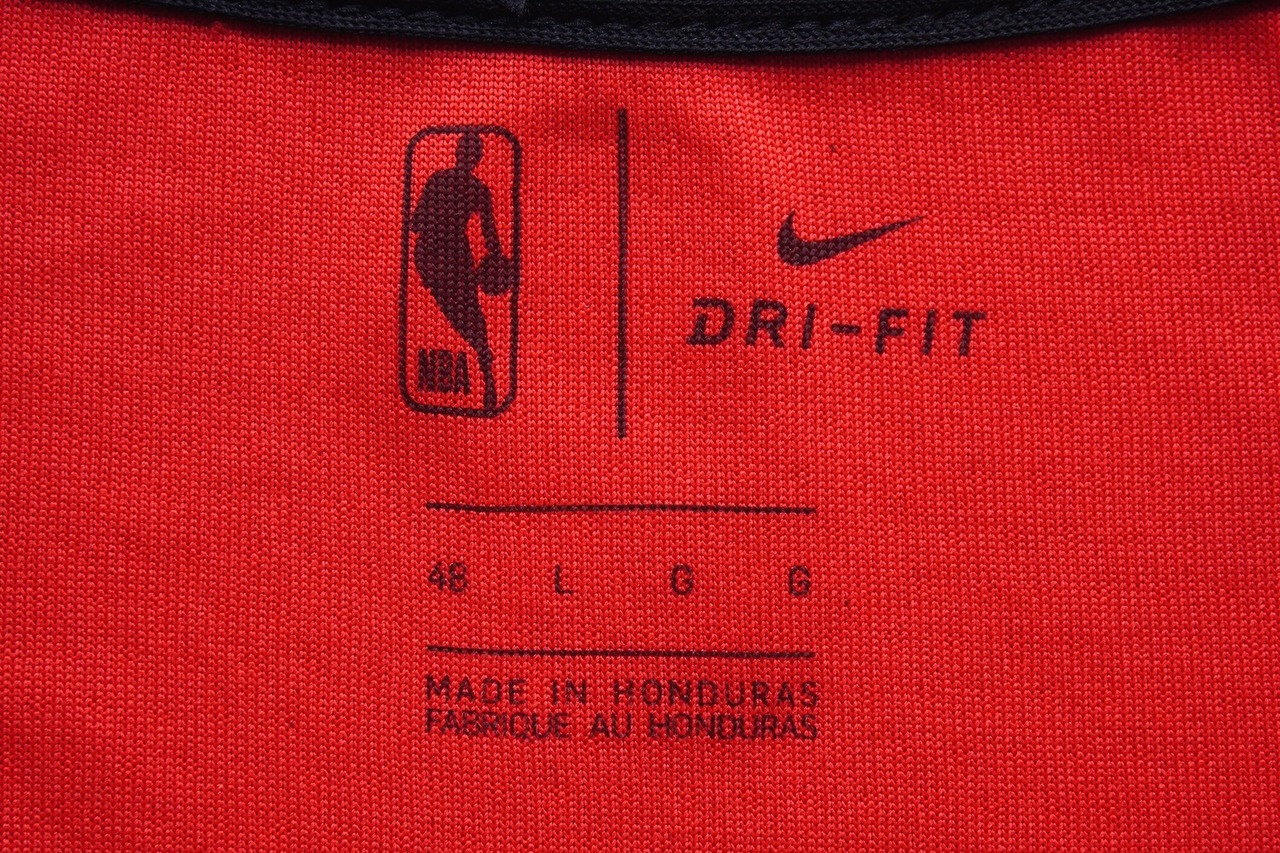 NBA
DRI-FIT
48 L G G
MADE IN HONDURAS
FABRIQUE AU HONDURAS